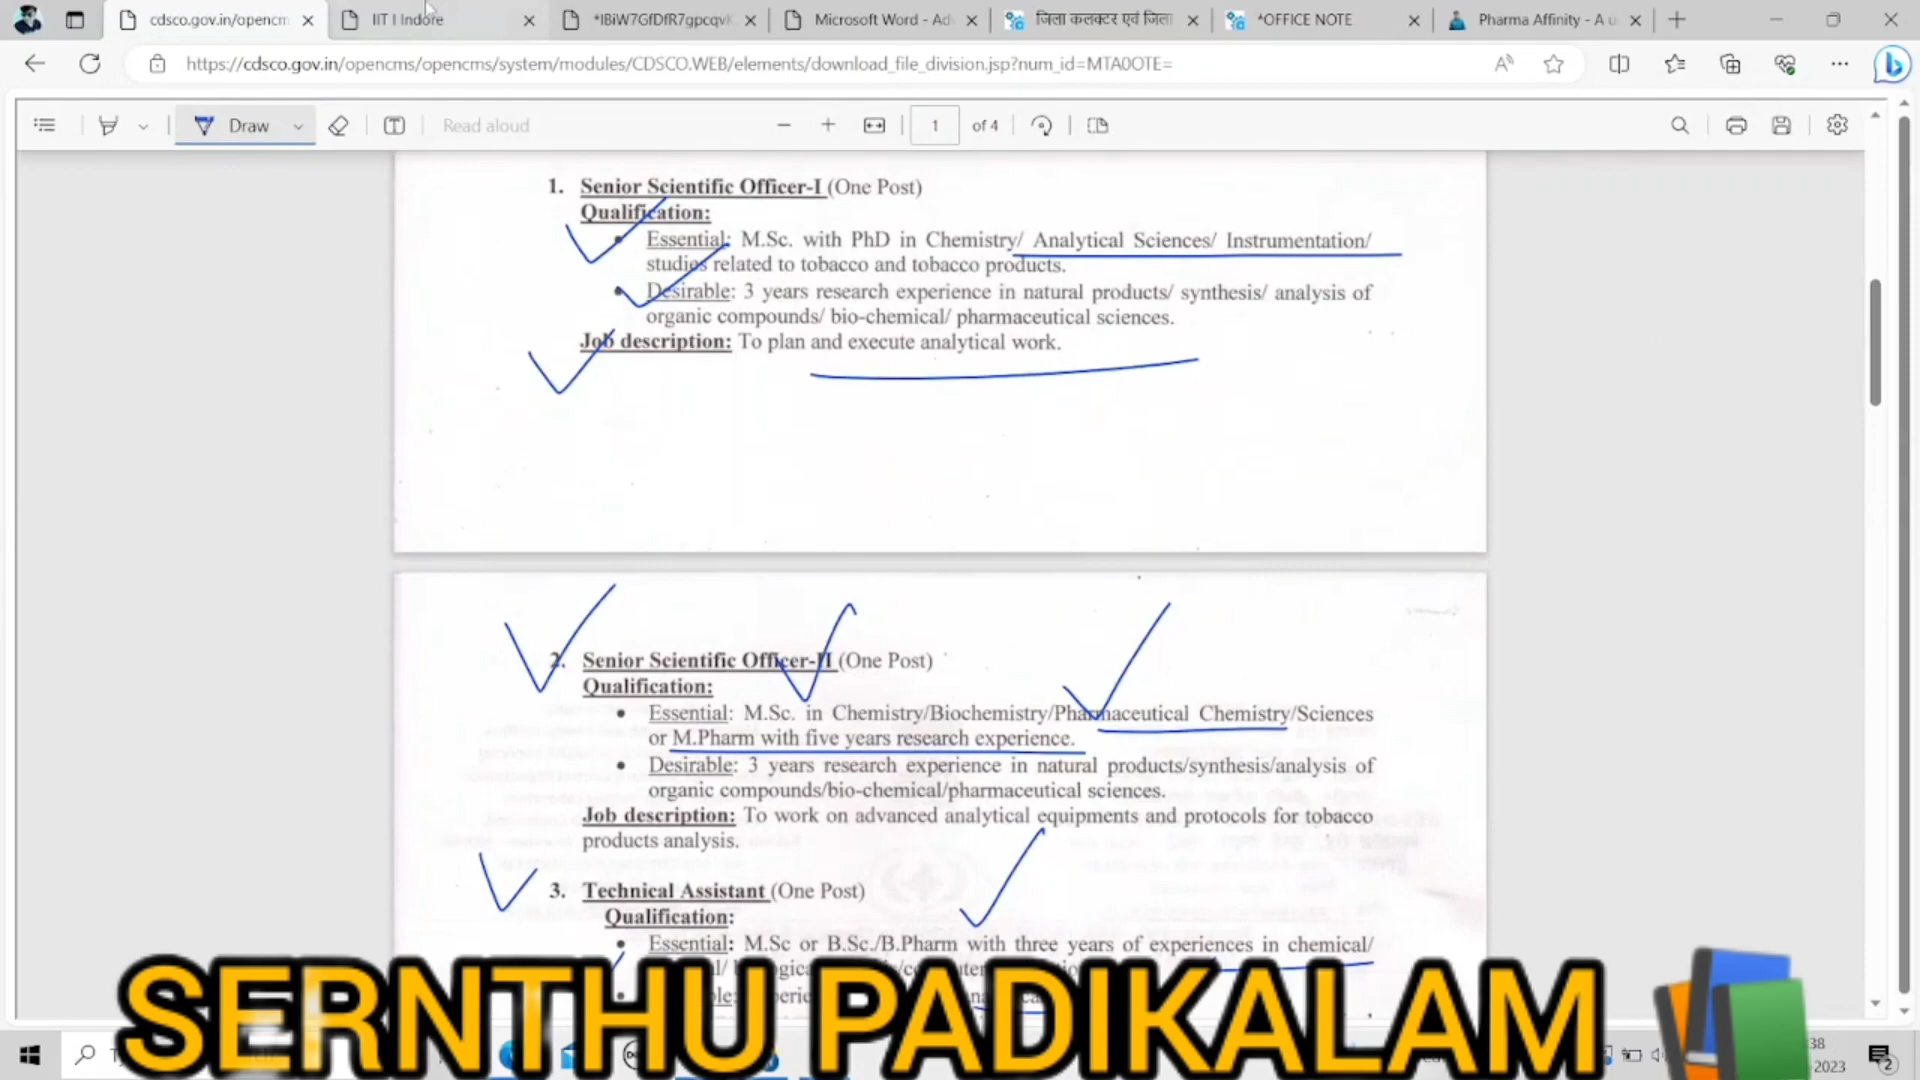 cdsco.gov.in/opencm
IIT I Indore
*IBiW7GfDfR7gpcqvK
Microsoft Word - Ad
जिला कलक्टर एवं जिला
*OFFICE NOTE
Pharma Affinity - A u
https://cdsco.gov.in/opencms/opencms/system/modules/CDSCO.WEB/elements/download_file_division.jsp?num_id=MTA0OTE=
Draw
Read aloud
1 of 4
1. Senior Scientific Officer-I (One Post)
Qualification:
• Essential: M.Sc. with PhD in Chemistry/ Analytical Sciences/ Instrumentation/
studies related to tobacco and tobacco products.
• Desirable: 3 years research experience in natural products/ synthesis/ analysis of
organic compounds/ bio-chemical/ pharmaceutical sciences.
Job description: To plan and execute analytical work.
2. Senior Scientific Officer-II (One Post)
Qualification:
• Essential: M.Sc. in Chemistry/Biochemistry/Pharmaceutical Chemistry/Sciences
or M.Pharm with five years research experience.
• Desirable: 3 years research experience in natural products/synthesis/analysis of
organic compounds/bio-chemical/pharmaceutical sciences.
Job description: To work on advanced analytical equipments and protocols for tobacco
products analysis.
3. Technical Assistant (One Post)
Qualification:
• Essential: M.Sc or B.Sc./B.Pharm with three years of experiences in chemical/
SERNTHU PADIKALAM